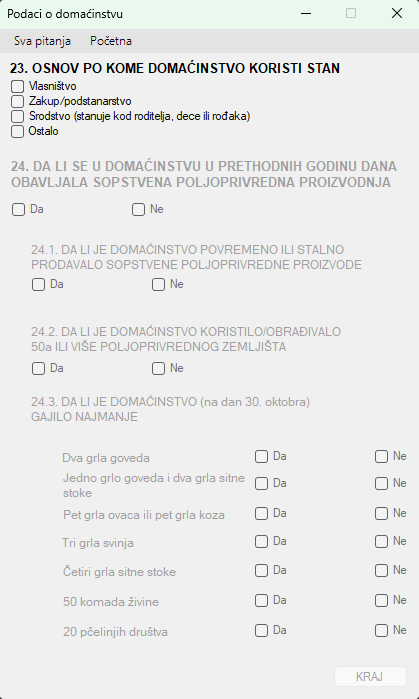 Podaci o domaćinstvu
Sva pitanja Početna
23. OSNOV PO KOME DOMAĆINSTVO KORISTI STAN
Vlasništvo
Zakup/podstanarstvo
Srodstvo (stanuje kod roditelja, dece ili rođaka)
Ostalo
24. DA LI SE U DOMAĆINSTVU U PRETHODNIH GODINU DANA
OBAVLJALA SOPSTVENA POLJOPRIVREDNA PROIZVODNJA
Da Ne
24.1. DA LI JE DOMAĆINSTVO POVREMENO ILI STALNO
PRODAVALO SOPSTVENE POLJOPRIVREDNE PROIZVODE
Da Ne
24.2. DA LI JE DOMAĆINSTVO KORISTILO/OBRAĐIVALO
50a ILI VIŠE POLJOPRIVREDNOG ZEMLJIŠTA
Da Ne
24.3. DA LI JE DOMAĆINSTVO (na dan 30. oktobra)
GAJILO NAJMANJE
Dva grla goveda Da Ne
Jedno grlo goveda i dva grla sitne
stoke Da Ne
Pet grla ovaca ili pet grla koza Da Ne
Tri grla svinja Da Ne
Četiri grla sitne stoke Da Ne
50 komada živine Da Ne
20 pčelinjih društva Da Ne
KRAJ